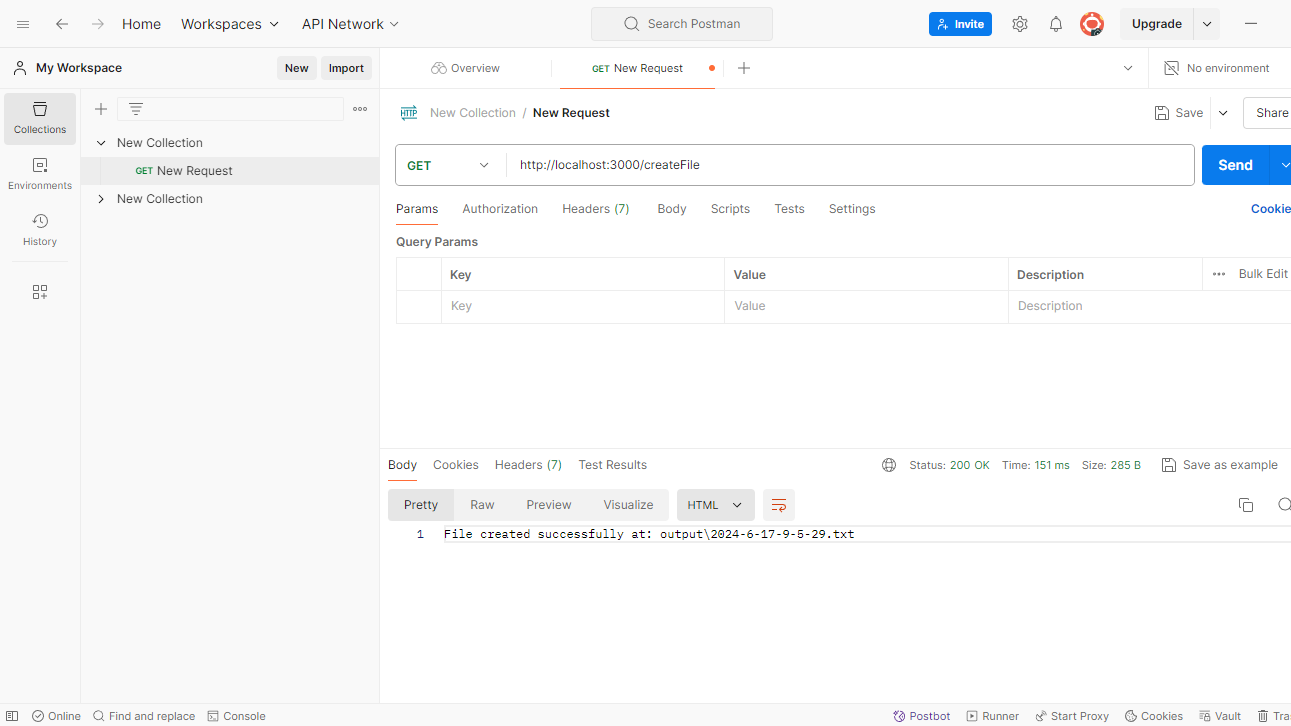 Home Workspaces API Network Search Postman Invite Upgrade
My Workspace New Import Overview GET New Request No environment
Collections
Environments
History
New Collection
GET New Request
New Collection
HTTP New Collection / New Request Save Share
GET http://localhost:3000/createFile Send
Params Authorization Headers (7) Body Scripts Tests Settings Cookie
Query Params
Key Value Description Bulk Edit
Key Value Description
Body Cookies Headers (7) Test Results Status: 200 OK Time: 151 ms Size: 285 B Save as example
Pretty Raw Preview Visualize HTML
1 File created successfully at: output\2024-6-17-9-5-29.txt
Online Find and replace Console Postbot Runner Start Proxy Cookies Vault Tra